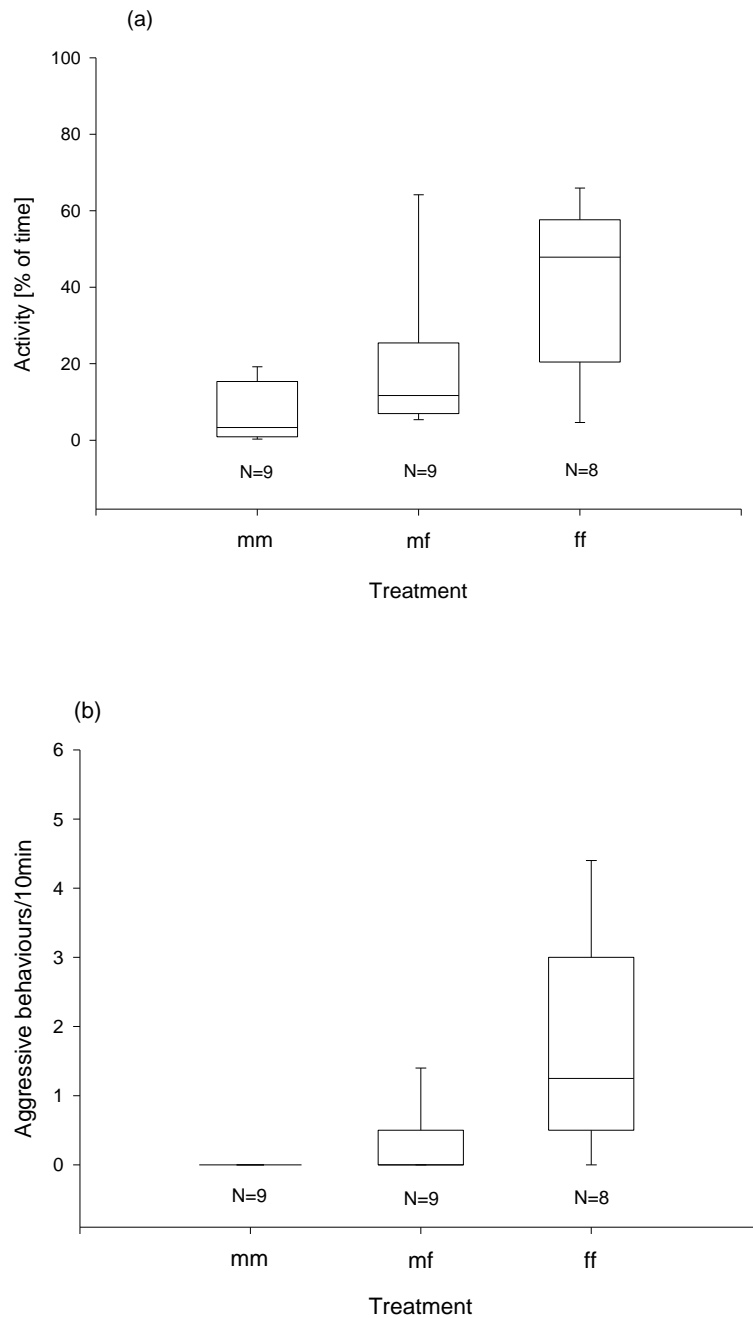 (a)
100
80
60
40
20
0
Activity [% of time]
N=9 N=9 N=8
mm mf ff
Treatment
(b)
6
5
4
3
2
1
0
Aggressive behaviours/10min
N=9 N=9 N=8
mm mf ff
Treatment